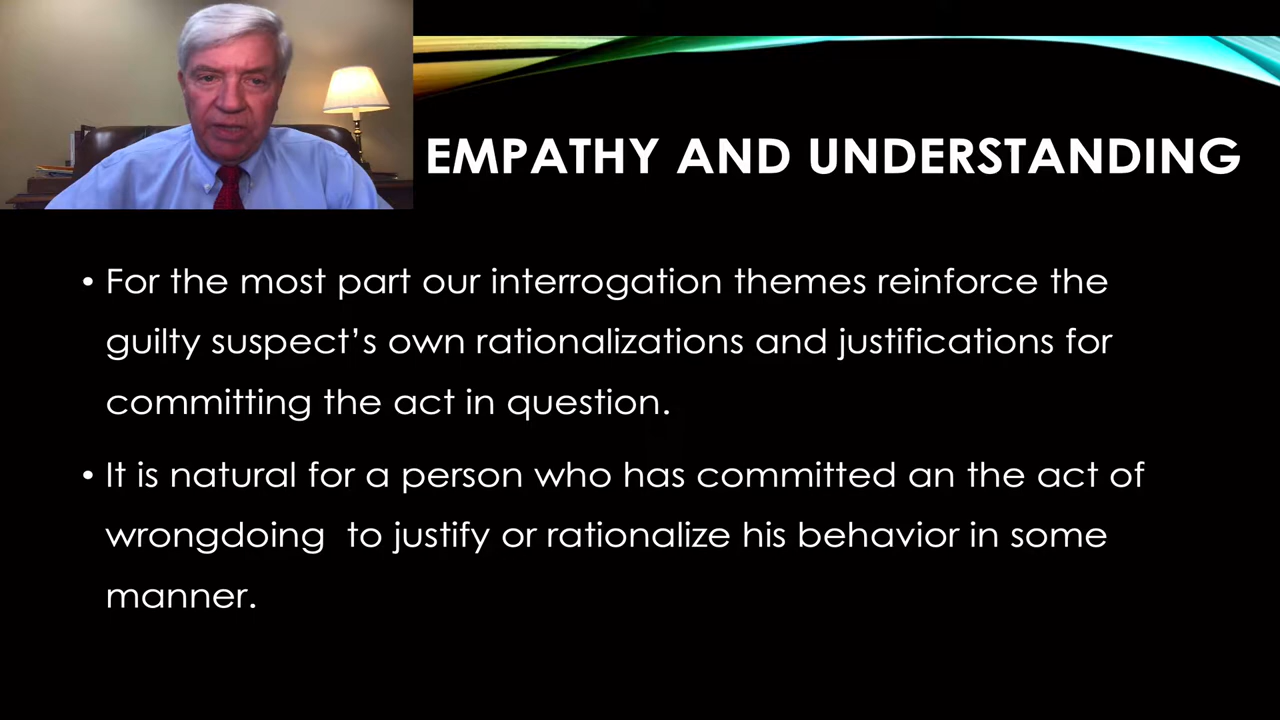 EMPATHY AND UNDERSTANDING
• For the most part our interrogation themes reinforce the
guilty suspect's own rationalizations and justifications for
committing the act in question.
• It is natural for a person who has committed an the act of
wrongdoing  to justify or rationalize his behavior in some
manner.